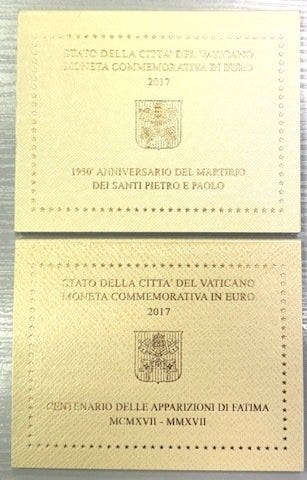 STATO DELLA CITTA' DEL VATICANO
MONETA COMMEMORATIVA IN EURO
2017
1950° ANNIVERSARIO DEL MARTIRIO
DEI SANTI PIETRO E PAOLO
STATO DELLA CITTA' DEL VATICANO
MONETA COMMEMORATIVA IN EURO
2017
CENTENARIO DELLE APPARIZIONI DI FATIMA
MCMXVII - MMXVII